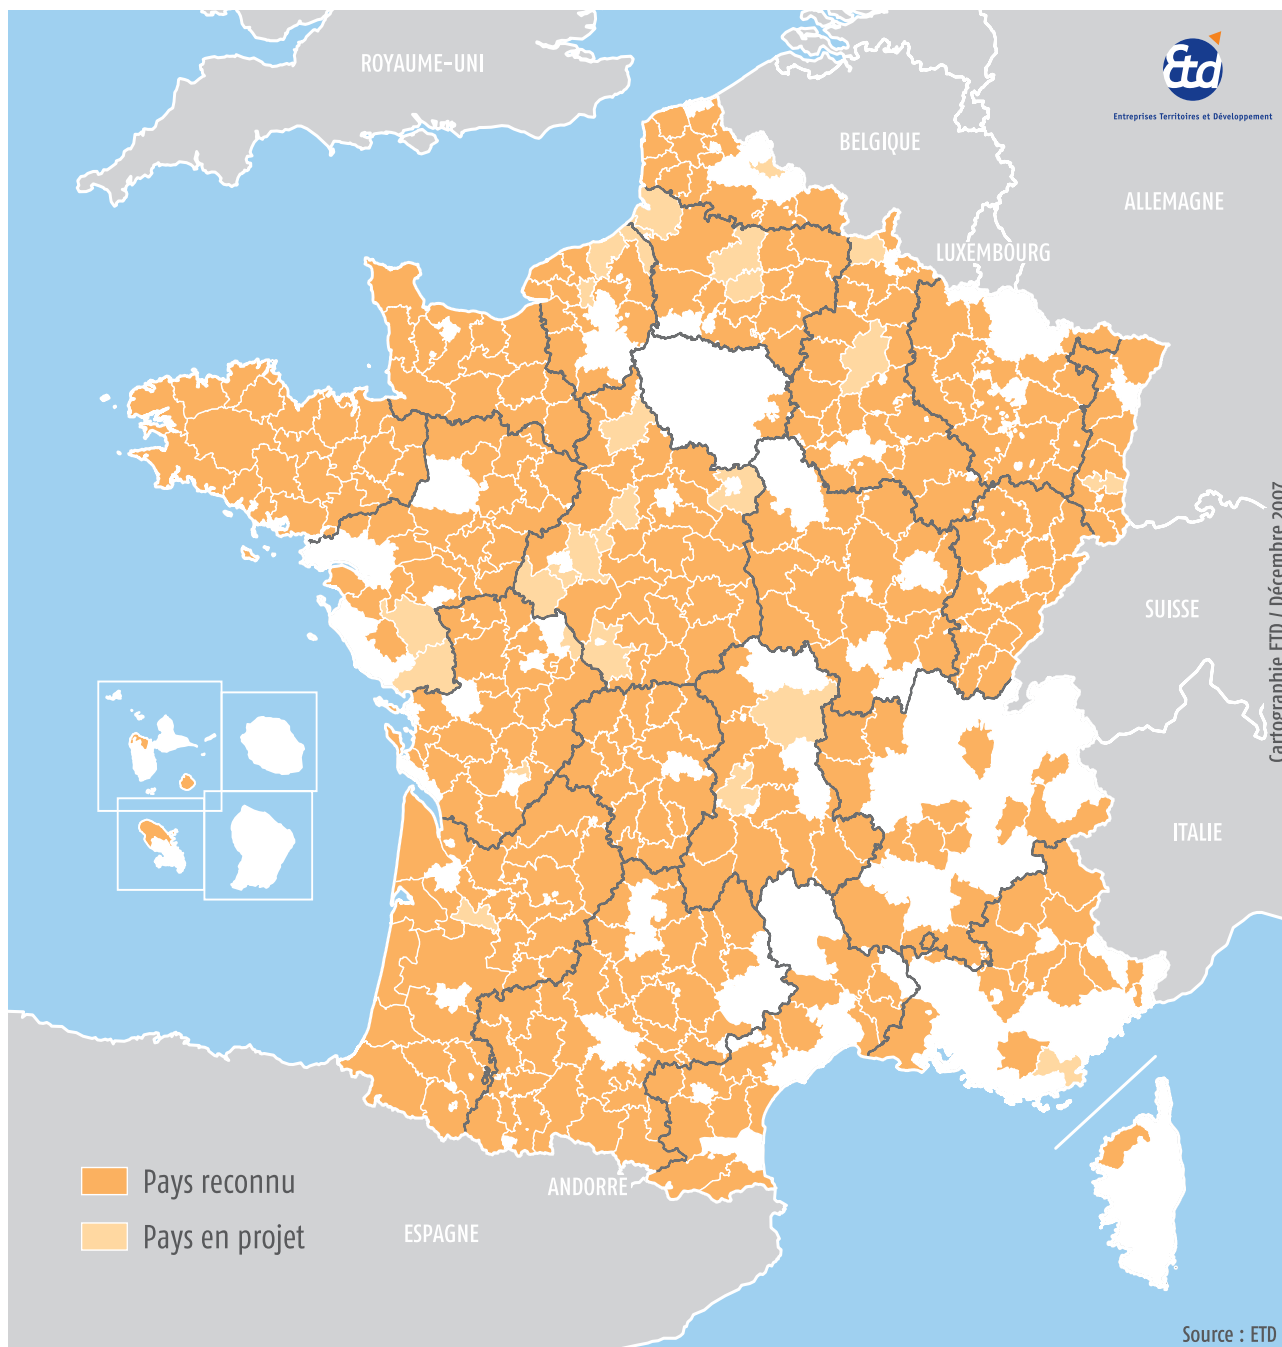 ROYAUME-UNI
Etd
Entreprises Territoires et Développement
BELGIQUE
ALLEMAGNE
LUXEMBOURG
SUISSE
Cartographie ETD / Décembre 2007
ITALIE
Pays reconnu
Pays en projet
ANDORRE
ESPAGNE
Source : ETD